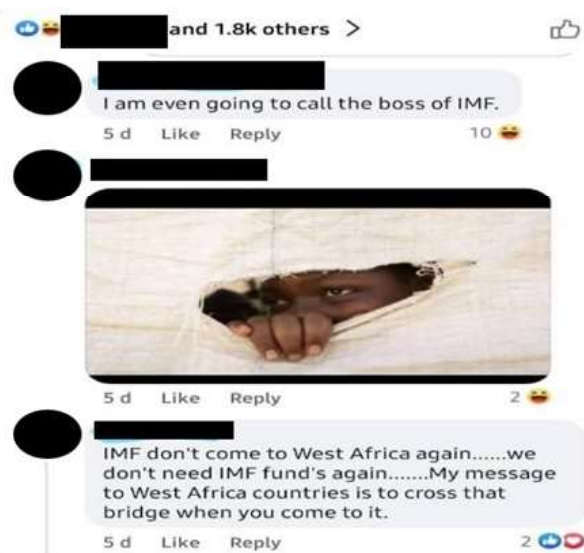 and 1.8k others >
I am even going to call the boss of IMF.
5 d Like Reply 10
5 d Like Reply 2
IMF don't come to West Africa again......we
don't need IMF fund's again.......My message
to West Africa countries is to cross that
bridge when you come to it.
5 d Like Reply 2